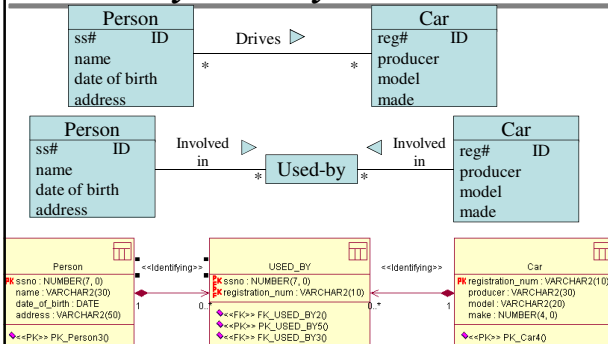 Person
ss# ID
name
date of birth
address
Drives
*
*
Car
reg# ID
producer
model
made
Person
ss# ID
name
date of birth
address
Involved
in
*
Used-by
*
Involved
in
Car
reg# ID
producer
model
made
Person
PK ssno : NUMBER(7, 0)
name : VARCHAR2(30)
date_of_birth : DATE
address : VARCHAR2(50)
<<PK>> PK_Person3()
<<Identifying>>
1
0..*
USED_BY
ssno : NUMBER(7, 0)
registration_num : VARCHAR2(10)
<<FK>> FK_USED_BY2()
<<PK>> PK_USED_BY5()
<<FK>> FK_USED_BY3()
<<Identifying>>
0..*
1
Car
PK registration_num : VARCHAR2(10)
producer : VARCHAR2(30)
model : VARCHAR2(20)
make : NUMBER(4, 0)
<<PK>> PK_Car4()